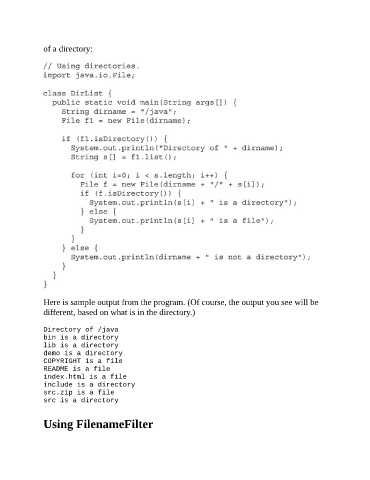 of a directory:
// Using directories.
import java.io.File;
class DirList {
public static void main(String args[]) {
String dirname = "/java";
File f1 = new File(dirname);
if (f1.isDirectory()) {
System.out.println("Directory of " + dirname);
String s[] = f1.list();
for (int i=0; i < s.length; i++) {
File f = new File(dirname + "/" + s[i]);
if (f.isDirectory()) {
System.out.println(s[i] + " is a directory");
} else {
System.out.println(s[i] + " is a file");
}
}
} else {
System.out.println(dirname + " is not a directory");
}
}
}
Here is sample output from the program. (Of course, the output you see will be
different, based on what is in the directory.)
Directory of /java
bin is a directory
lib is a directory
demo is a directory
COPYRIGHT is a file
README is a file
index.html is a file
include is a directory
src.zip is a file
src is a directory
Using FilenameFilter